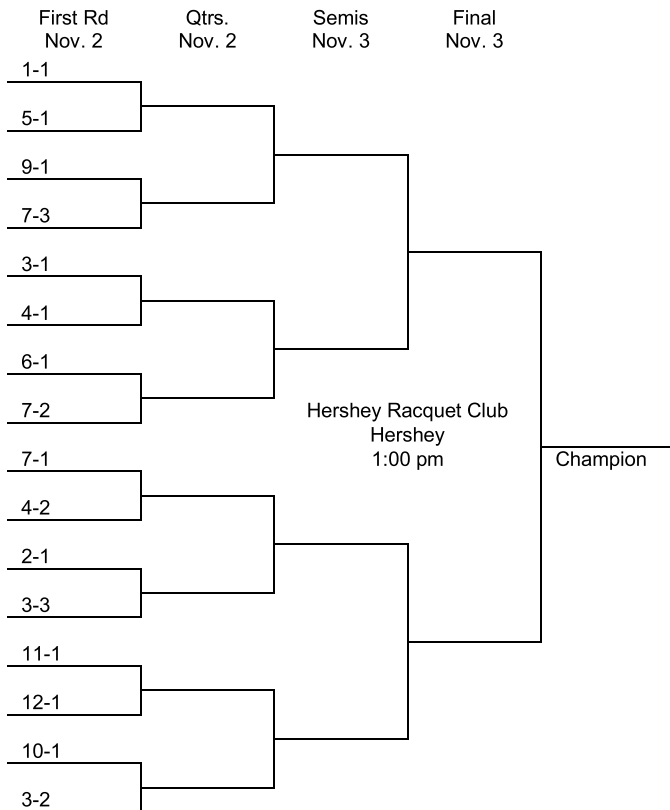 First Rd Qtrs. Semis Final
Nov. 2 Nov. 2 Nov. 3 Nov. 3
1-1
5-1
9-1
7-3
3-1
4-1
6-1
7-2
Hershey Racquet Club
Hershey
1:00 pm
Champion
7-1
4-2
2-1
3-3
11-1
12-1
10-1
3-2